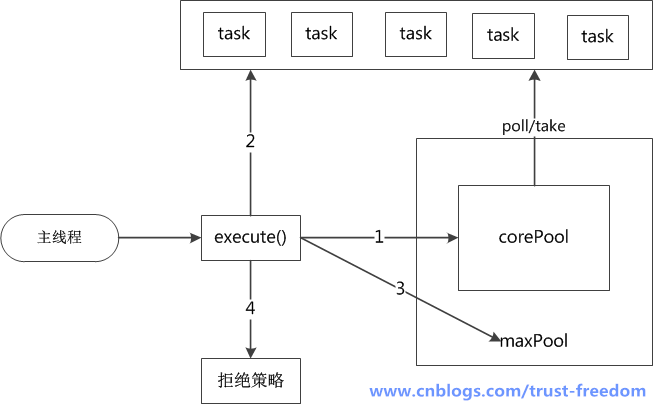 task
task
task
task
task
poll/take
2
主线程
execute()
1
corePool
3
maxPool
4
拒绝策略
www.cnblogs.com/trust-freedom